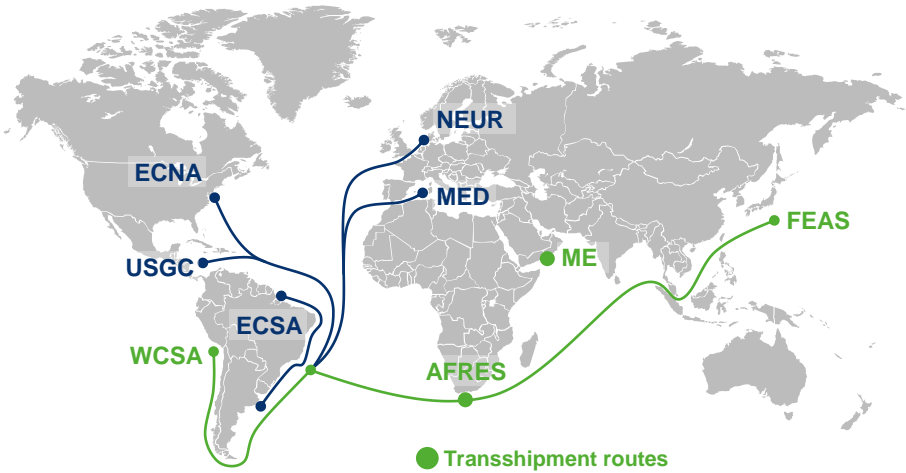 NEUR
ECNA
MED
FEAS
ME
USGC
ECSA
WCSA
AFRES
Transshipment routes